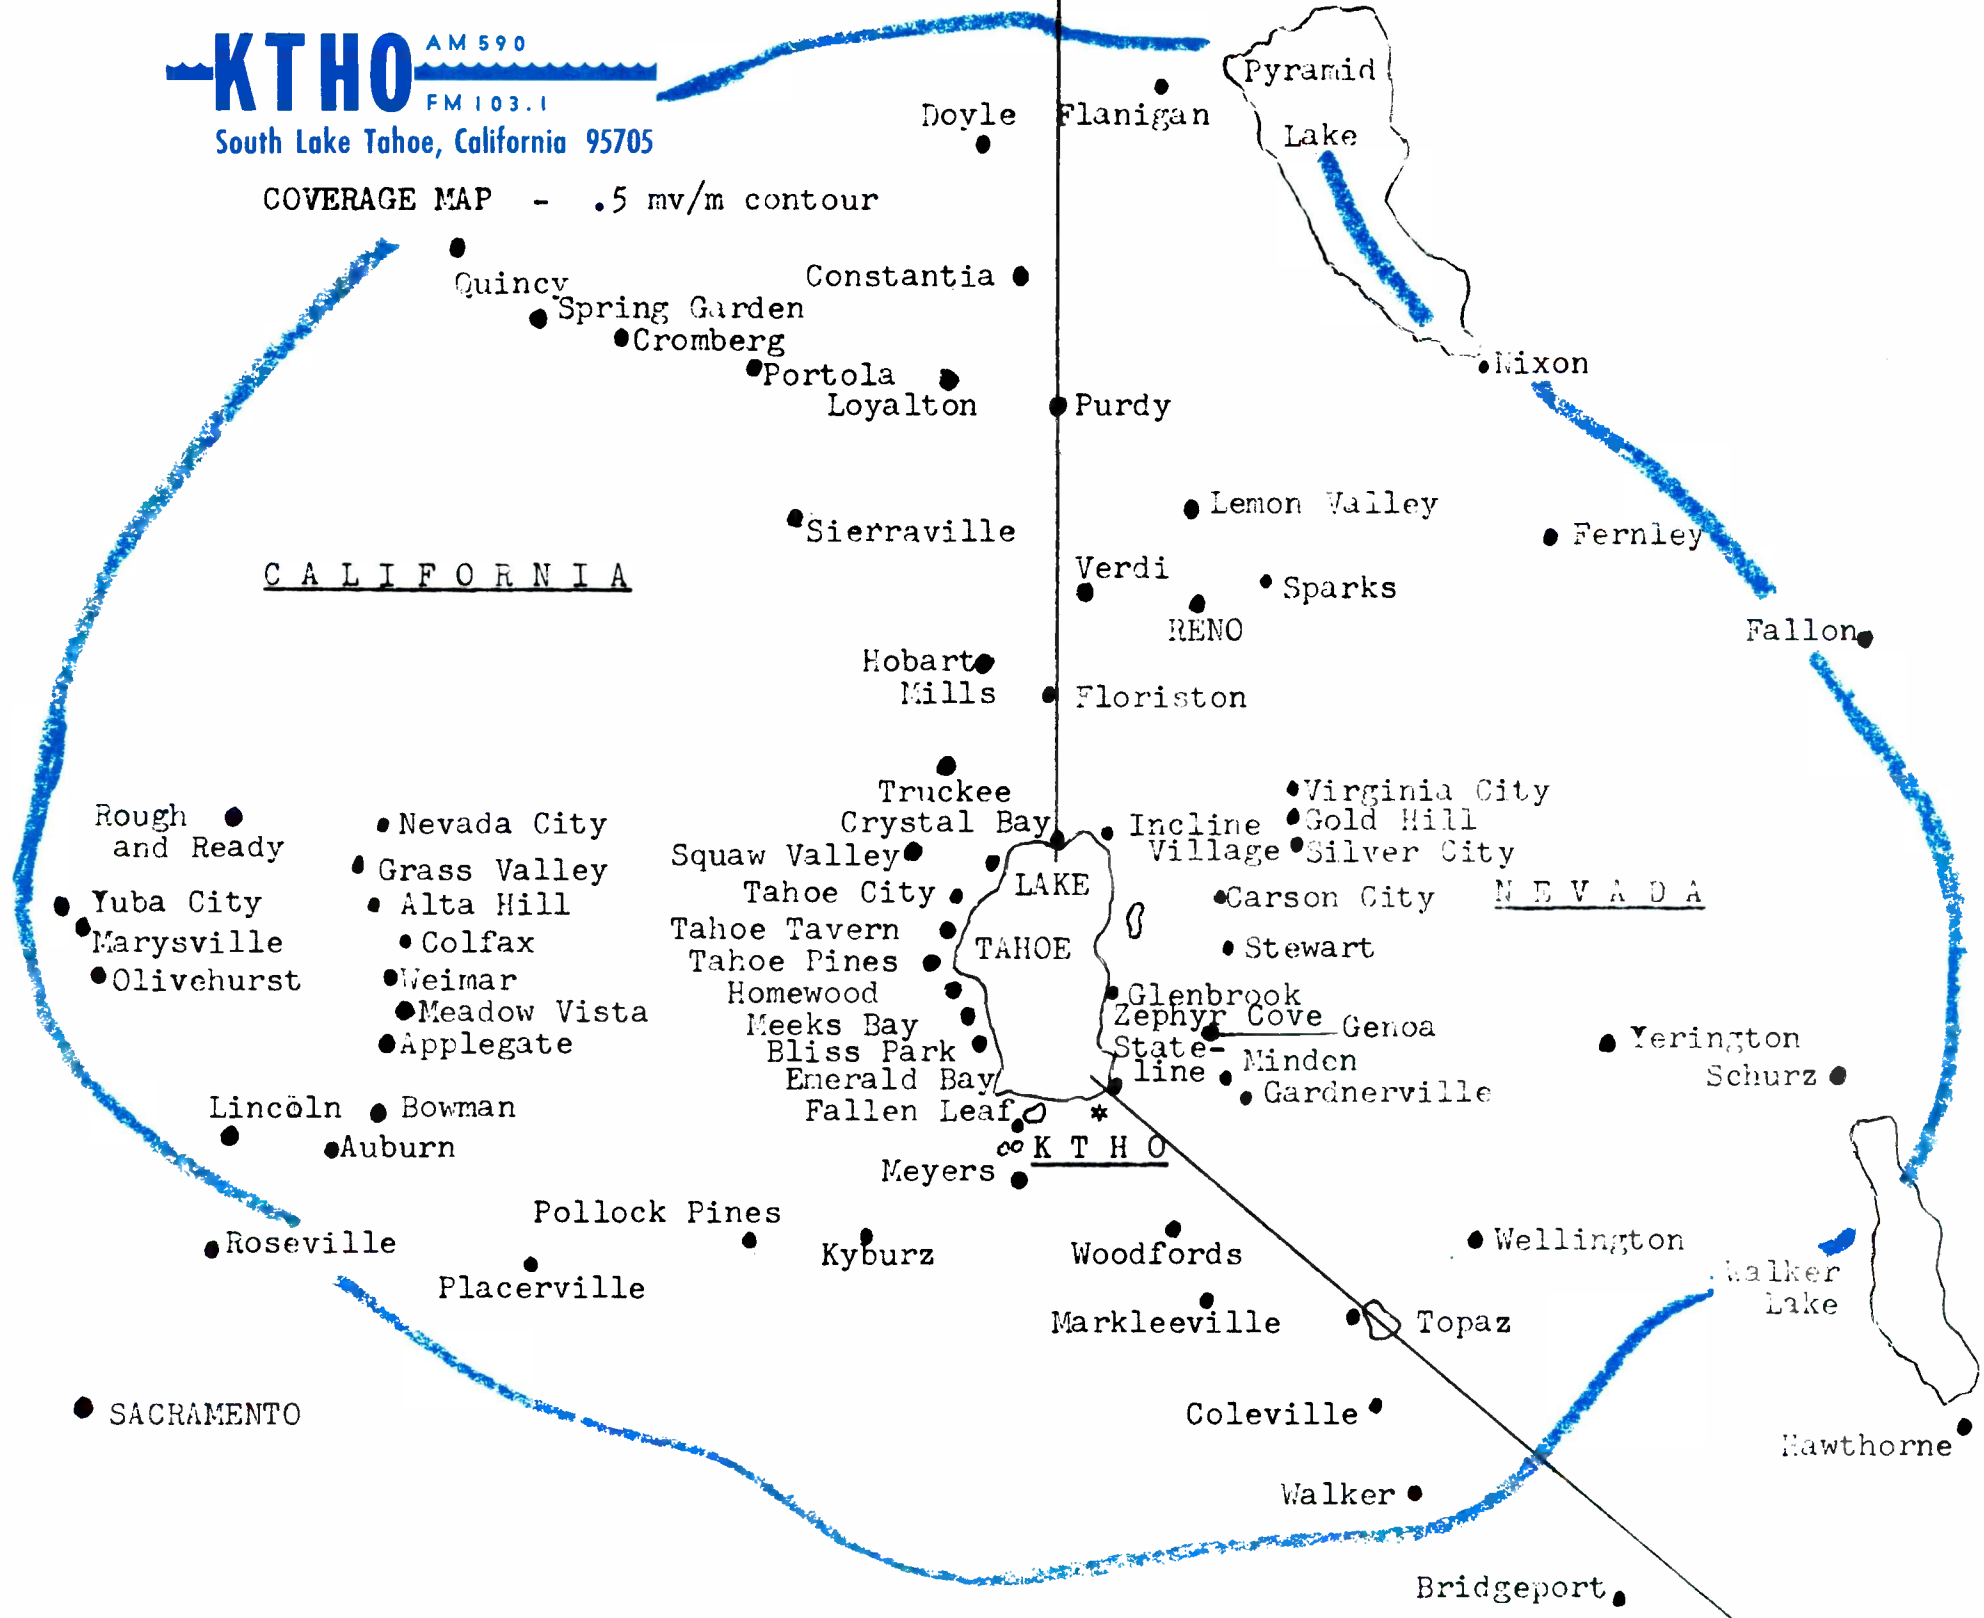 KTHO
AM 590
FM 103.1
South Lake Tahoe, California 95705
COVERAGE MAP - .5 mv/m contour
Pyramid
Lake
Doyle
Flanigan
Quincy
Constantia
Spring Garden
Cromberg
Portola
Loyalton
Purdy
Nixon
Lemon Valley
Sierraville
Fernley
CALIFORNIA
Verdi
Sparks
RENO
Fallon
Hobart
Mills
Floriston
Truckee
Virginia City
Rough
and Ready
Nevada City
Crystal Bay
Incline
Village
Gold Hill
Silver City
Squaw Valley
Grass Valley
LAKE
TAHOE
Tahoe City
Carson City
NEVADA
Yuba City
Alta Hill
Marysville
Colfax
Tahoe Tavern
Stewart
Olivehurst
Weimar
Tahoe Pines
Homewood
Glenbrook
Meadow Vista
Meeks Bay
Zephyr Cove
Genoa
Yerington
Applegate
Bliss Park
State-
line
Minden
Schurz
Emerald Bay
Gardnerville
Lincoln
Bowman
Fallen Leaf
Auburn
KTHO
Meyers
Pollock Pines
Roseville
Kyburz
Woodfords
Wellington
Placerville
Walker
Lake
Markleeville
Topaz
SACRAMENTO
Coleville
Hawthorne
Walker
Bridgeport